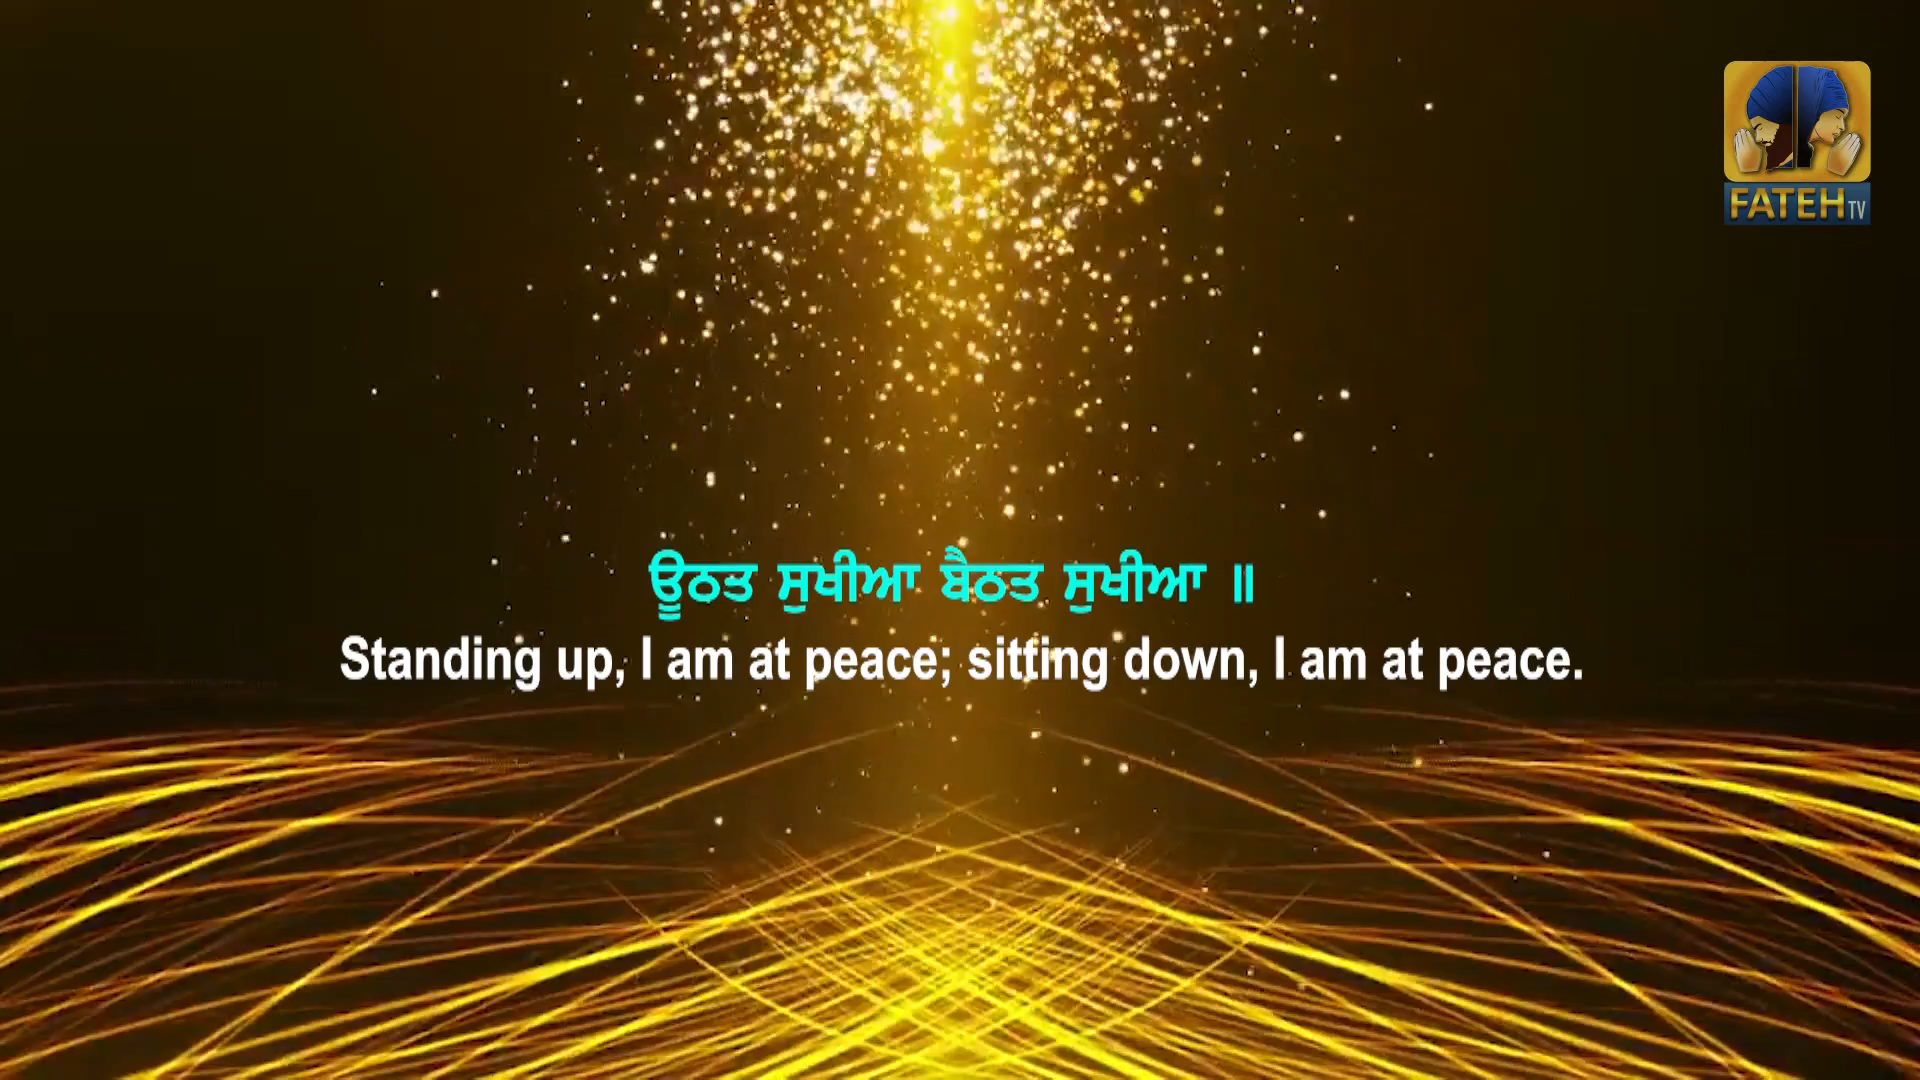 FATEH TV
ਊਠਤ ਸੁਖੀਆ ਬੈਠਤ ਸੁਖੀਆ ॥
Standing up, I am at peace; sitting down, I am at peace.